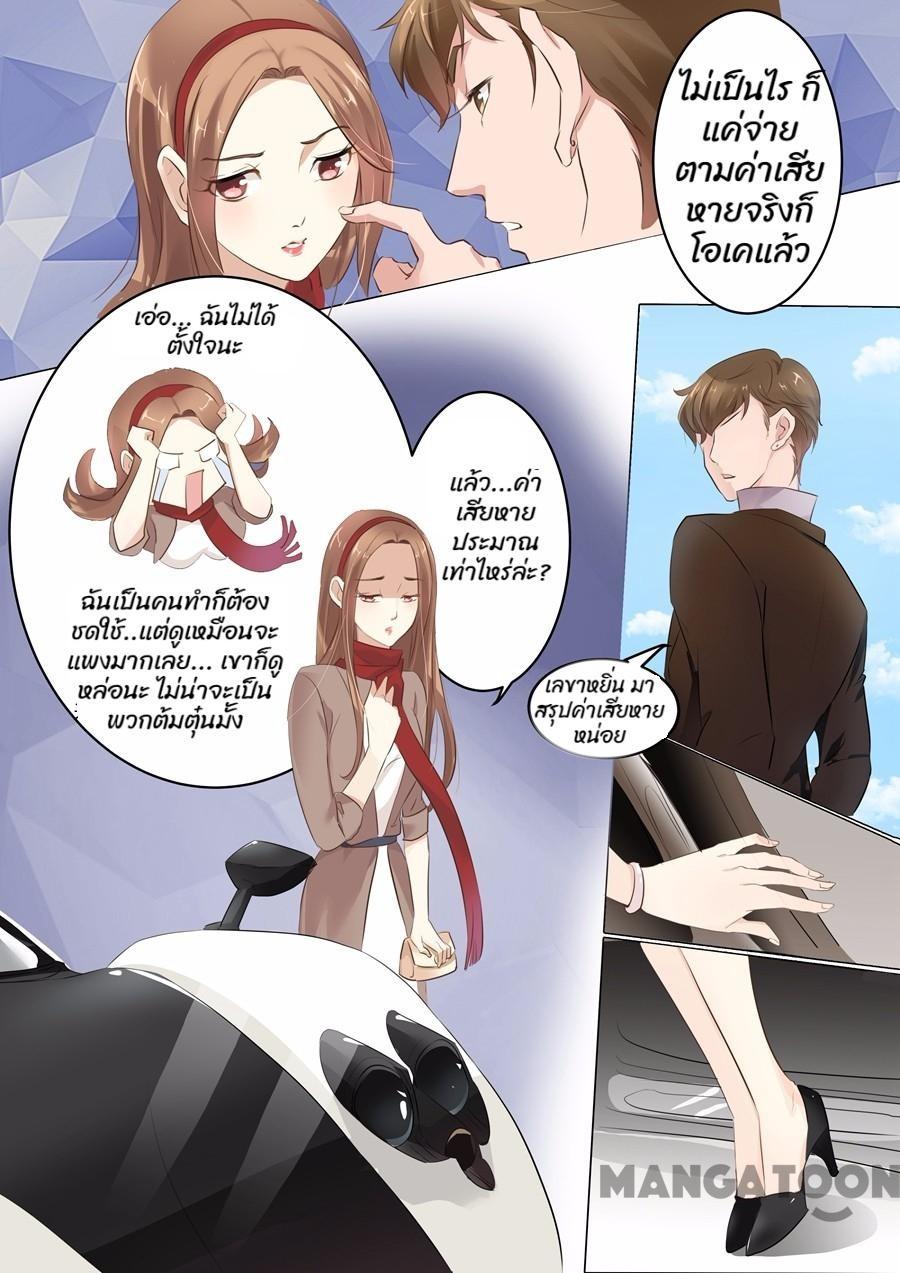 ไม่เป็นไร ก็
แค่จ่าย
ตามค่าเสีย
หายจริงก็
โอเคแล้ว
เอ่อ... ฉันไม่ได้
ตั้งใจนะ
ฉันเป็นคนทำก็ต้อง
ชดใช้..แต่ดูเหมือนจะ
แพงมากเลย... เขาก็ดู
หล่อนะ ไม่น่าจะเป็น
พวกต้มตุ๋นมั้ง
แล้ว...ค่า
เสียหาย
ประมาณ
เท่าไหร่ล่ะ?
เลขาหยิ่น มา
สรุปค่าเสียหาย
หน่อย
MANGATOON